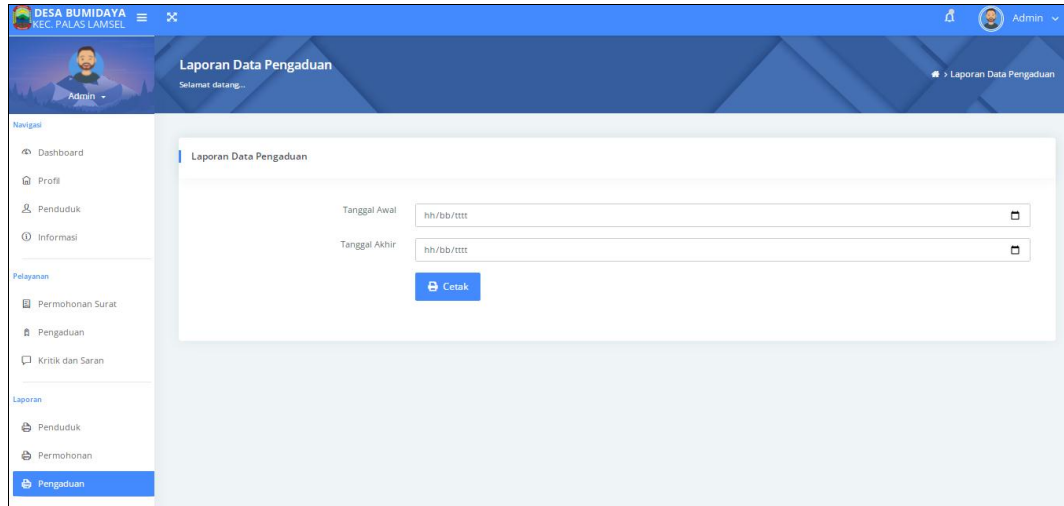 DESA BUMIDAYA
KEC. PALAS LAMSEL
Admin
Admin
Laporan Data Pengaduan
Selamat datang...
> Laporan Data Pengaduan
Navigasi
Dashboard
Profil
Penduduk
Informasi
Pelayanan
Permohonan Surat
Pengaduan
Kritik dan Saran
Laporan
Penduduk
Permohonan
Pengaduan
Laporan Data Pengaduan
Tanggal Awal
hh/bb/tttt
Tanggal Akhir
hh/bb/tttt
Cetak